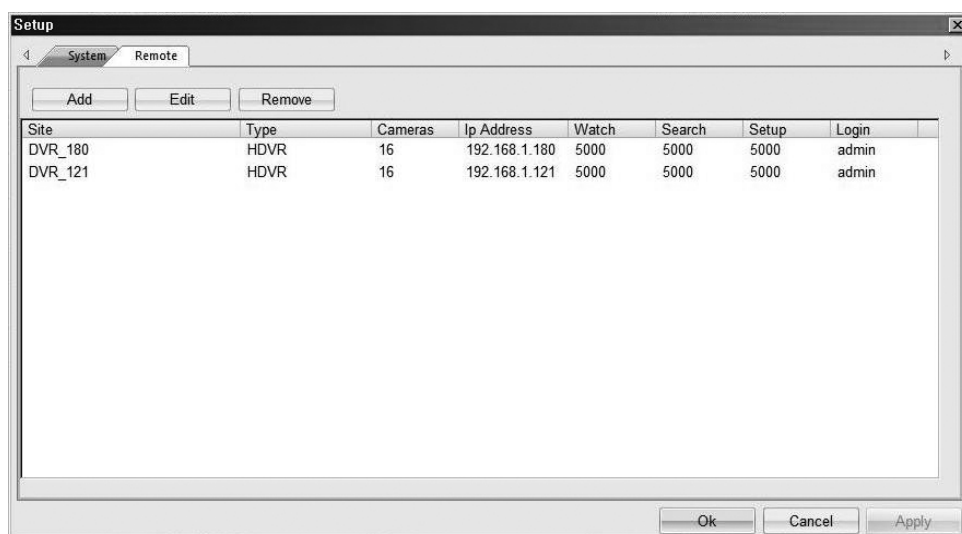 Setup
System Remote
Add Edit Remove
Site Type Cameras Ip Address Watch Search Setup Login
DVR_180 HDVR 16 192.168.1.180 5000 5000 5000 admin
DVR_121 HDVR 16 192.168.1.121 5000 5000 5000 admin
Ok Cancel Apply